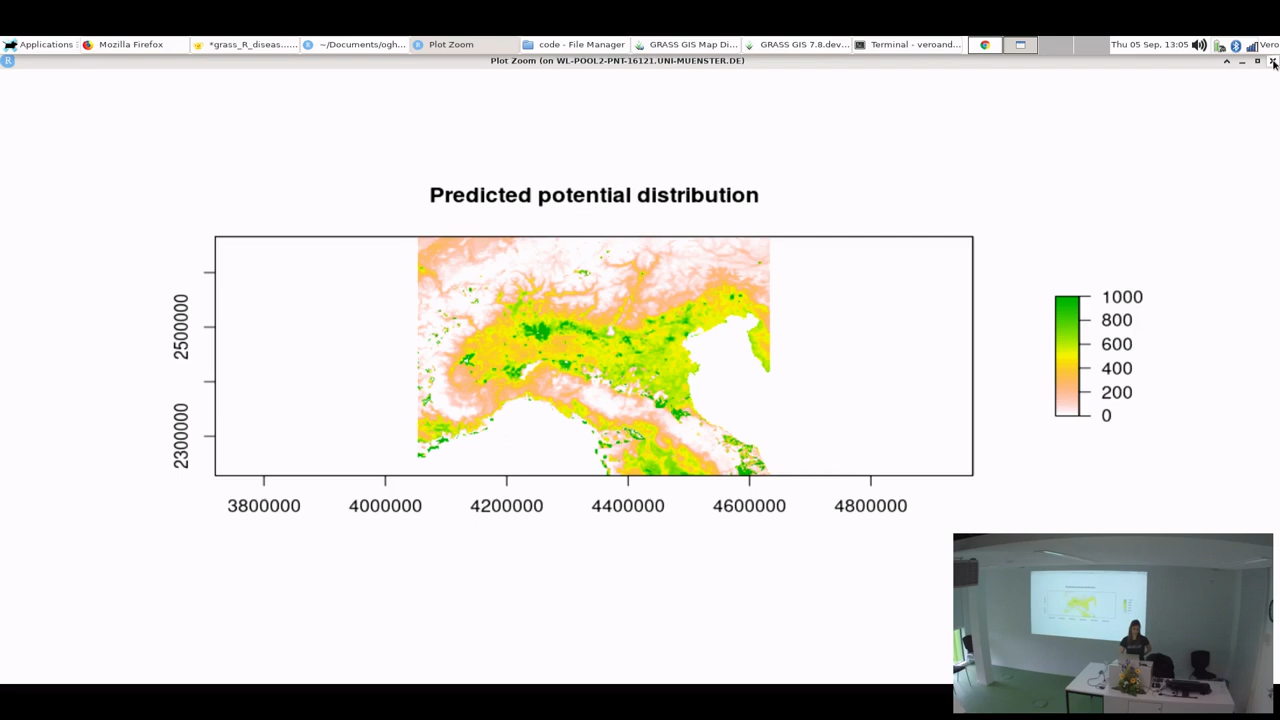 Applications
Mozilla Firefox
*grass_R_diseas......
~/Documents/ogh...
Plot Zoom
code - File Manager
GRASS GIS Map Di...
GRASS GIS 7.8.dev...
Terminal - veroand...
Thu 05 Sep, 13:05
Vero
Plot Zoom (on WL-POOL2-PNT-16121.UNI-MUENSTER.DE)
Predicted potential distribution
2500000
2300000
3800000 4000000 4200000 4400000 4600000 4800000
1000
800
600
400
200
0